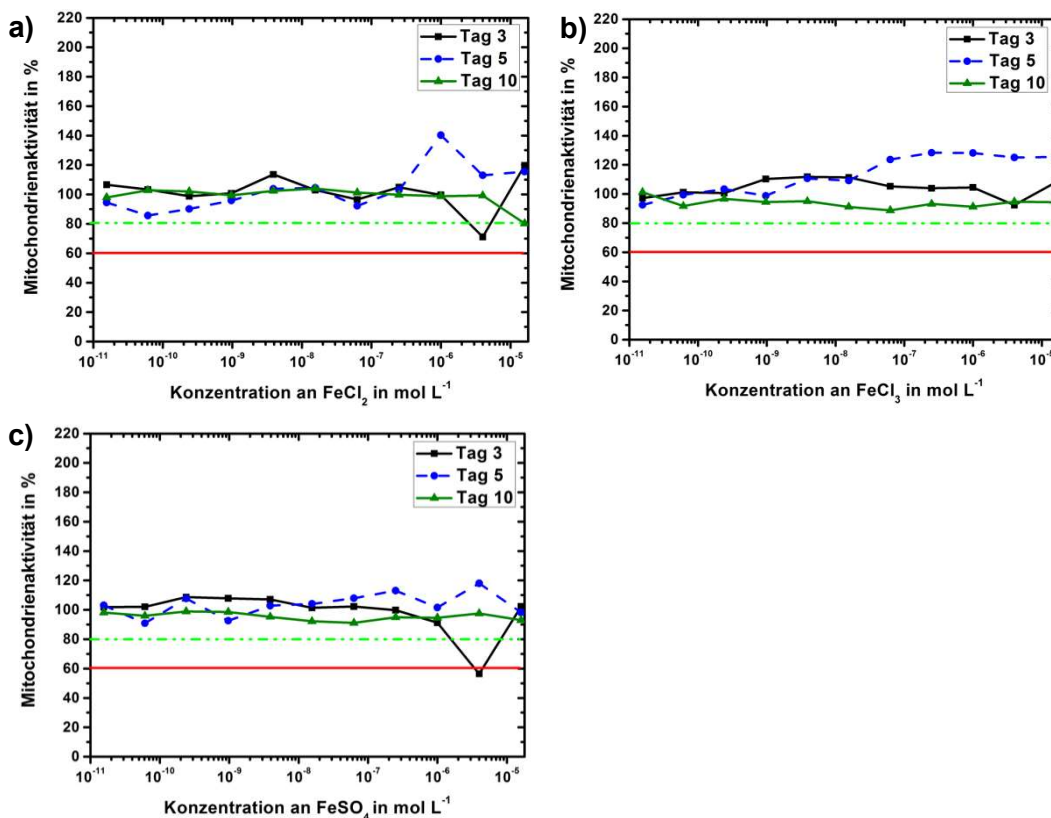 a)
220
200
180
160
140
120
100
80
60
40
20
0
Mitochondrienaktivität in %
Tag 3
Tag 5
Tag 10
10⁻¹¹ 10⁻¹⁰ 10⁻⁹ 10⁻⁸ 10⁻⁷ 10⁻⁶ 10⁻⁵
Konzentration an FeCl₂ in mol L⁻¹
b)
220
200
180
160
140
120
100
80
60
40
20
0
Mitochondrienaktivität in %
Tag 3
Tag 5
Tag 10
10⁻¹¹ 10⁻¹⁰ 10⁻⁹ 10⁻⁸ 10⁻⁷ 10⁻⁶ 10⁻⁵
Konzentration an FeCl₃ in mol L⁻¹
c)
220
200
180
160
140
120
100
80
60
40
20
0
Mitochondrienaktivität in %
Tag 3
Tag 5
Tag 10
10⁻¹¹ 10⁻¹⁰ 10⁻⁹ 10⁻⁸ 10⁻⁷ 10⁻⁶ 10⁻⁵
Konzentration an FeSO₄ in mol L⁻¹